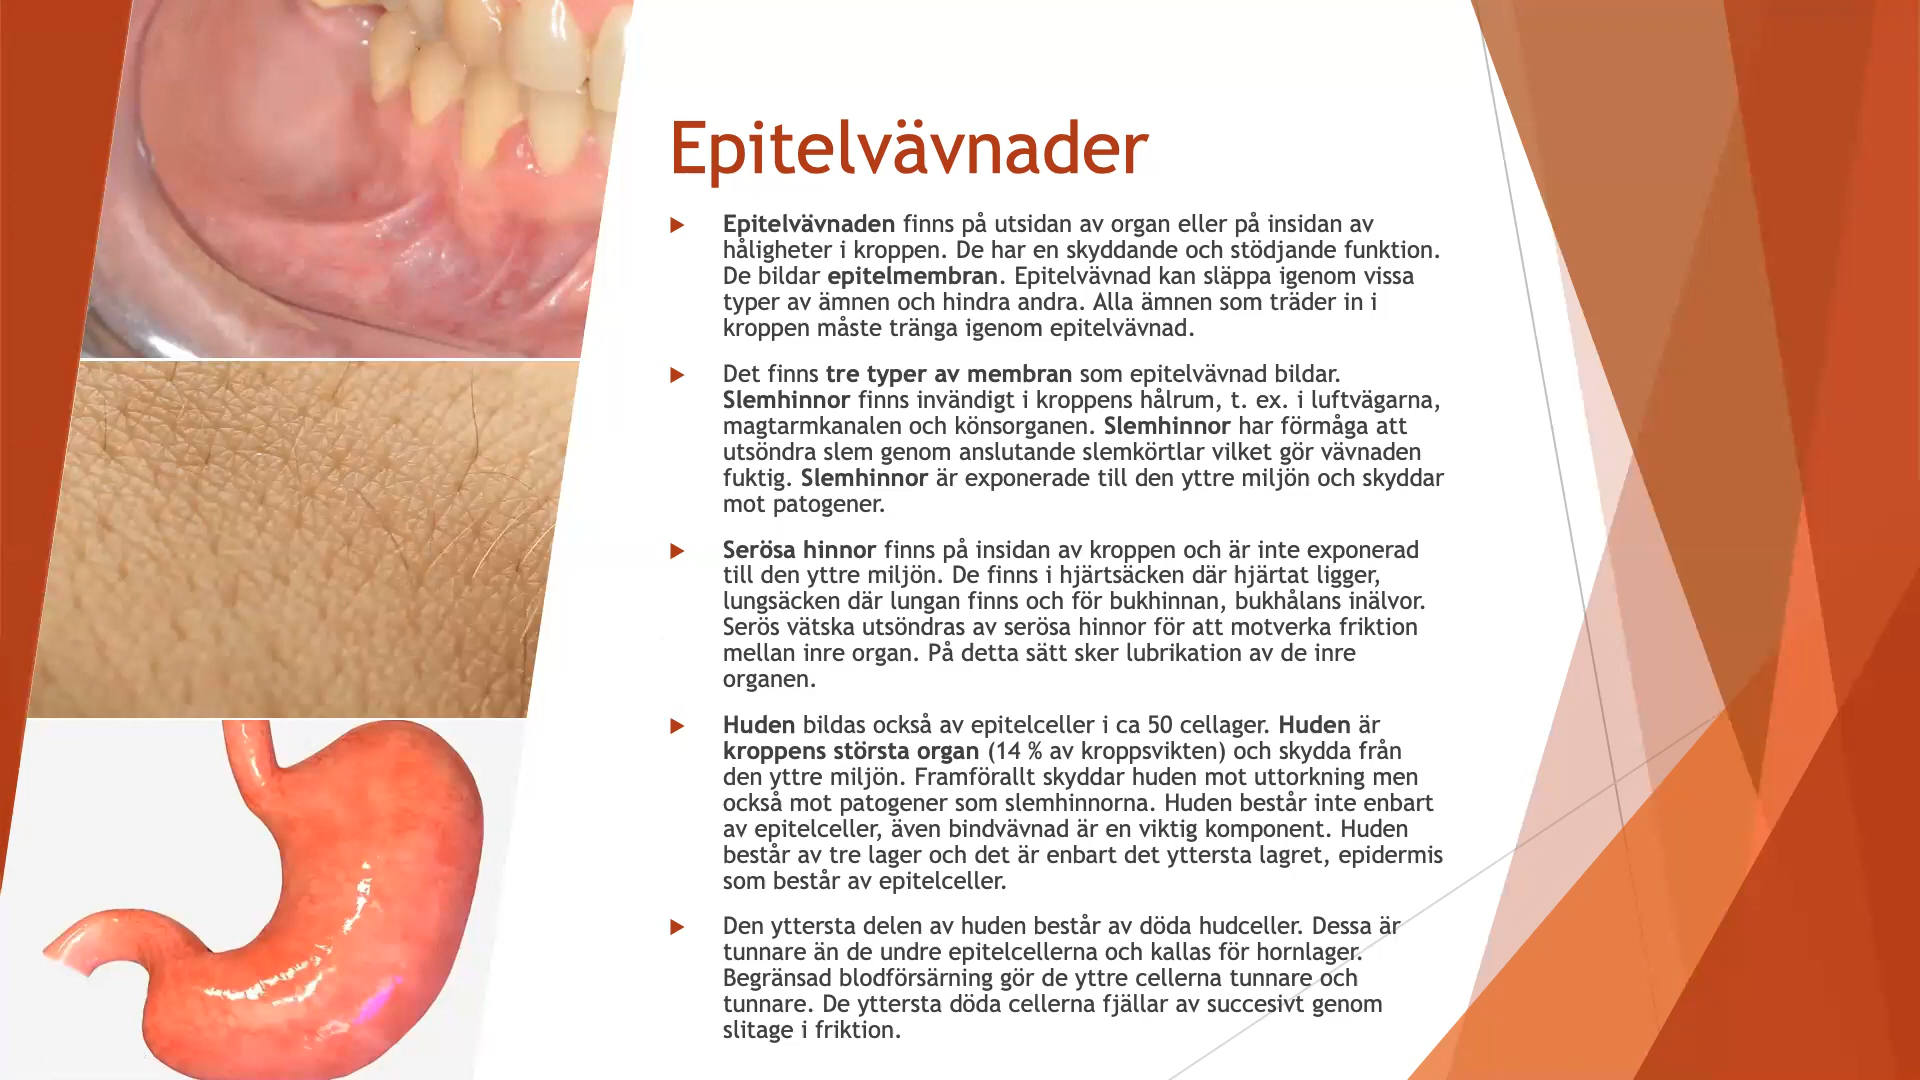 Epitelvävnader
Epitelvävnaden finns på utsidan av organ eller på insidan av
håligheter i kroppen. De har en skyddande och stödjande funktion.
De bildar epitelmembran. Epitelvävnad kan släppa igenom vissa
typer av ämnen och hindra andra. Alla ämnen som träder in i
kroppen måste tränga igenom epitelvävnad.
Det finns tre typer av membran som epitelvävnad bildar.
Slemhinnor finns invändigt i kroppens hålrum, t. ex. i luftvägarna,
magtarmkanalen och könsorganen. Slemhinnor har förmåga att
utsöndra slem genom anslutande slemkörtlar vilket gör vävnaden
fuktig. Slemhinnor är exponerade till den yttre miljön och skyddar
mot patogener.
Serösa hinnor finns på insidan av kroppen och är inte exponerad
till den yttre miljön. De finns i hjärtsäcken där hjärtat ligger,
lungsäcken där lungan finns och för bukhinnan, bukhålans inälvor.
Serös vätska utsöndras av serösa hinnor för att motverka friktion
mellan inre organ. På detta sätt sker lubrikation av de inre
organen.
Huden bildas också av epitelceller i ca 50 cellager. Huden är
kroppens största organ (14 % av kroppsvikten) och skydda från
den yttre miljön. Framförallt skyddar huden mot uttorkning men
också mot patogener som slemhinnorna. Huden består inte enbart
av epitelceller, även bindvävnad är en viktig komponent. Huden
består av tre lager och det är enbart det yttersta lagret, epidermis
som består av epitelceller.
Den yttersta delen av huden består av döda hudceller. Dessa är
tunnare än de undre epitelcellerna och kallas för hornlager.
Begränsad blodförsärning gör de yttre cellerna tunnare och
tunnare. De yttersta döda cellerna fjällar av succesivt genom
slitage i friktion.